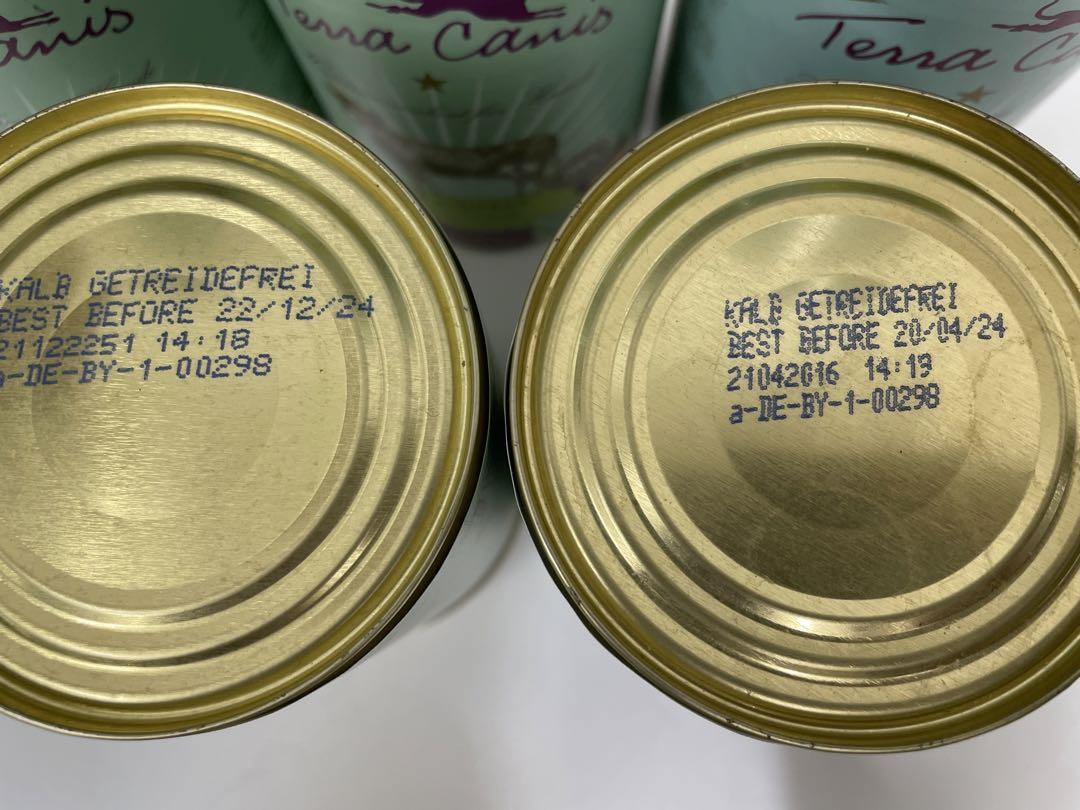 anis
Terra Canis
Terra Ca
KALB GETREIDEFREI
BEST BEFORE 22/12/24
21122251 14:18
a-DE-BY-1-00298
KALB GETREIDEFREI
BEST BEFORE 20/04/24
21042016 14:13
a-DE-BY-1-00298